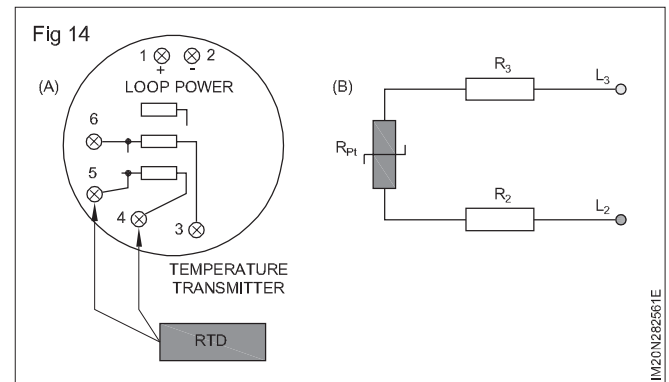 Fig 14
(A)
1 2
+ -
LOOP POWER
6
5
4
3
TEMPERATURE
TRANSMITTER
RTD
(B)
R3
L3
RPt
R2
L2
IM20N282561E